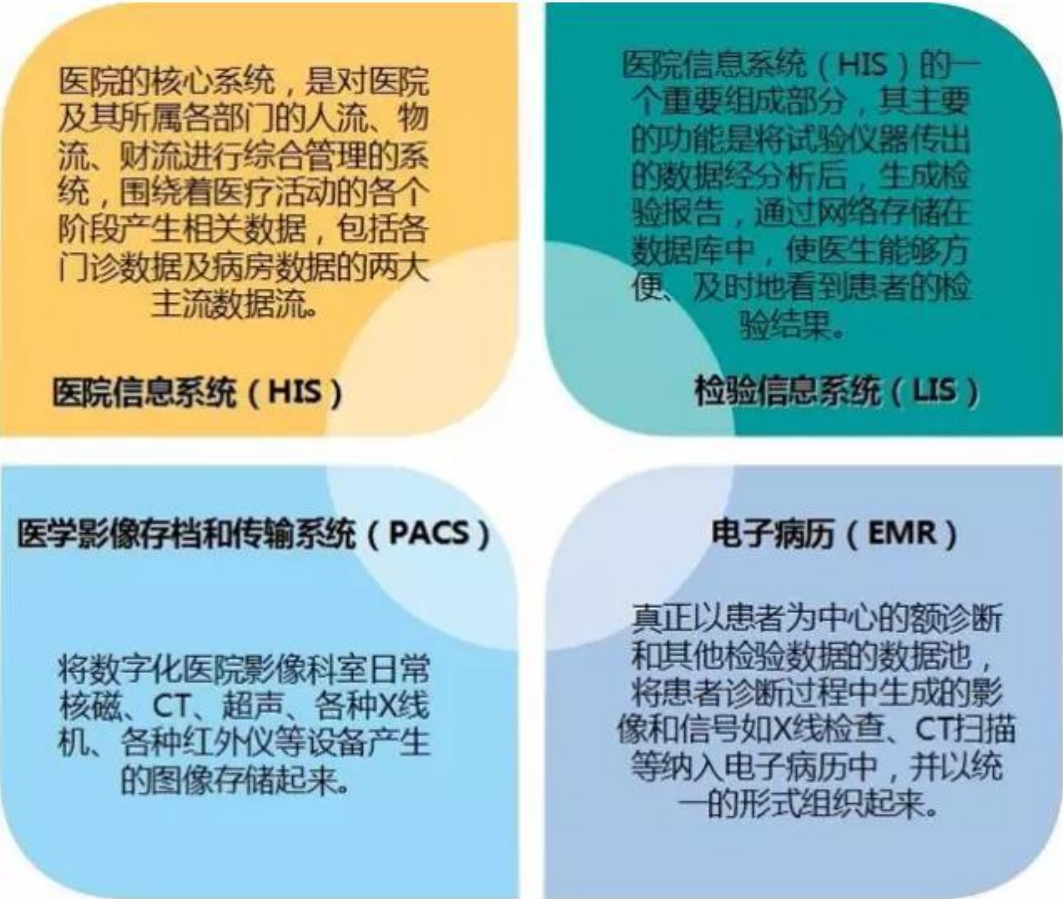 医院的核心系统，是对医院
及其所属各部门的人流、物
流、财流进行综合管理的系
统，围绕着医疗活动的各个
阶段产生相关数据，包括各
门诊数据及病房数据的两大
主流数据流。
医院信息系统（HIS）
医院信息系统（HIS）的一
个重要组成部分，其主要
的功能是将试验仪器传出
的数据经分析后，生成检
验报告，通过网络存储在
数据库中，使医生能够方
便、及时地看到患者的检
验结果。
检验信息系统（LIS）
医学影像存档和传输系统（PACS）
将数字化医院影像科室日常
核磁、CT、超声、各种X线
机、各种红外仪等设备产生
的图像存储起来。
电子病历（EMR）
真正以患者为中心的额诊断
和其他检验数据的数据池，
将患者诊断过程中生成的影
像和信号如X线检查、CT扫描
等纳入电子病历中，并以统
一的形式组织起来。